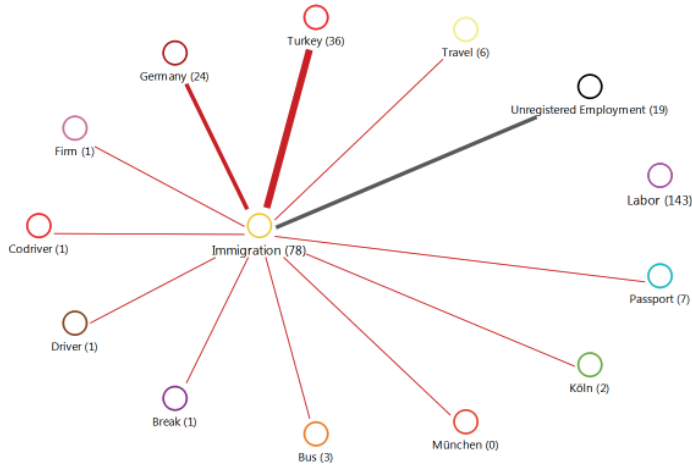 Turkey (36)
Travel (6)
Germany (24)
Unregistered Employment (19)
Firm (1)
Labor (143)
Codriver (1)
Immigration (78)
Passport (7)
Driver (1)
Köln (2)
Break (1)
München (0)
Bus (3)